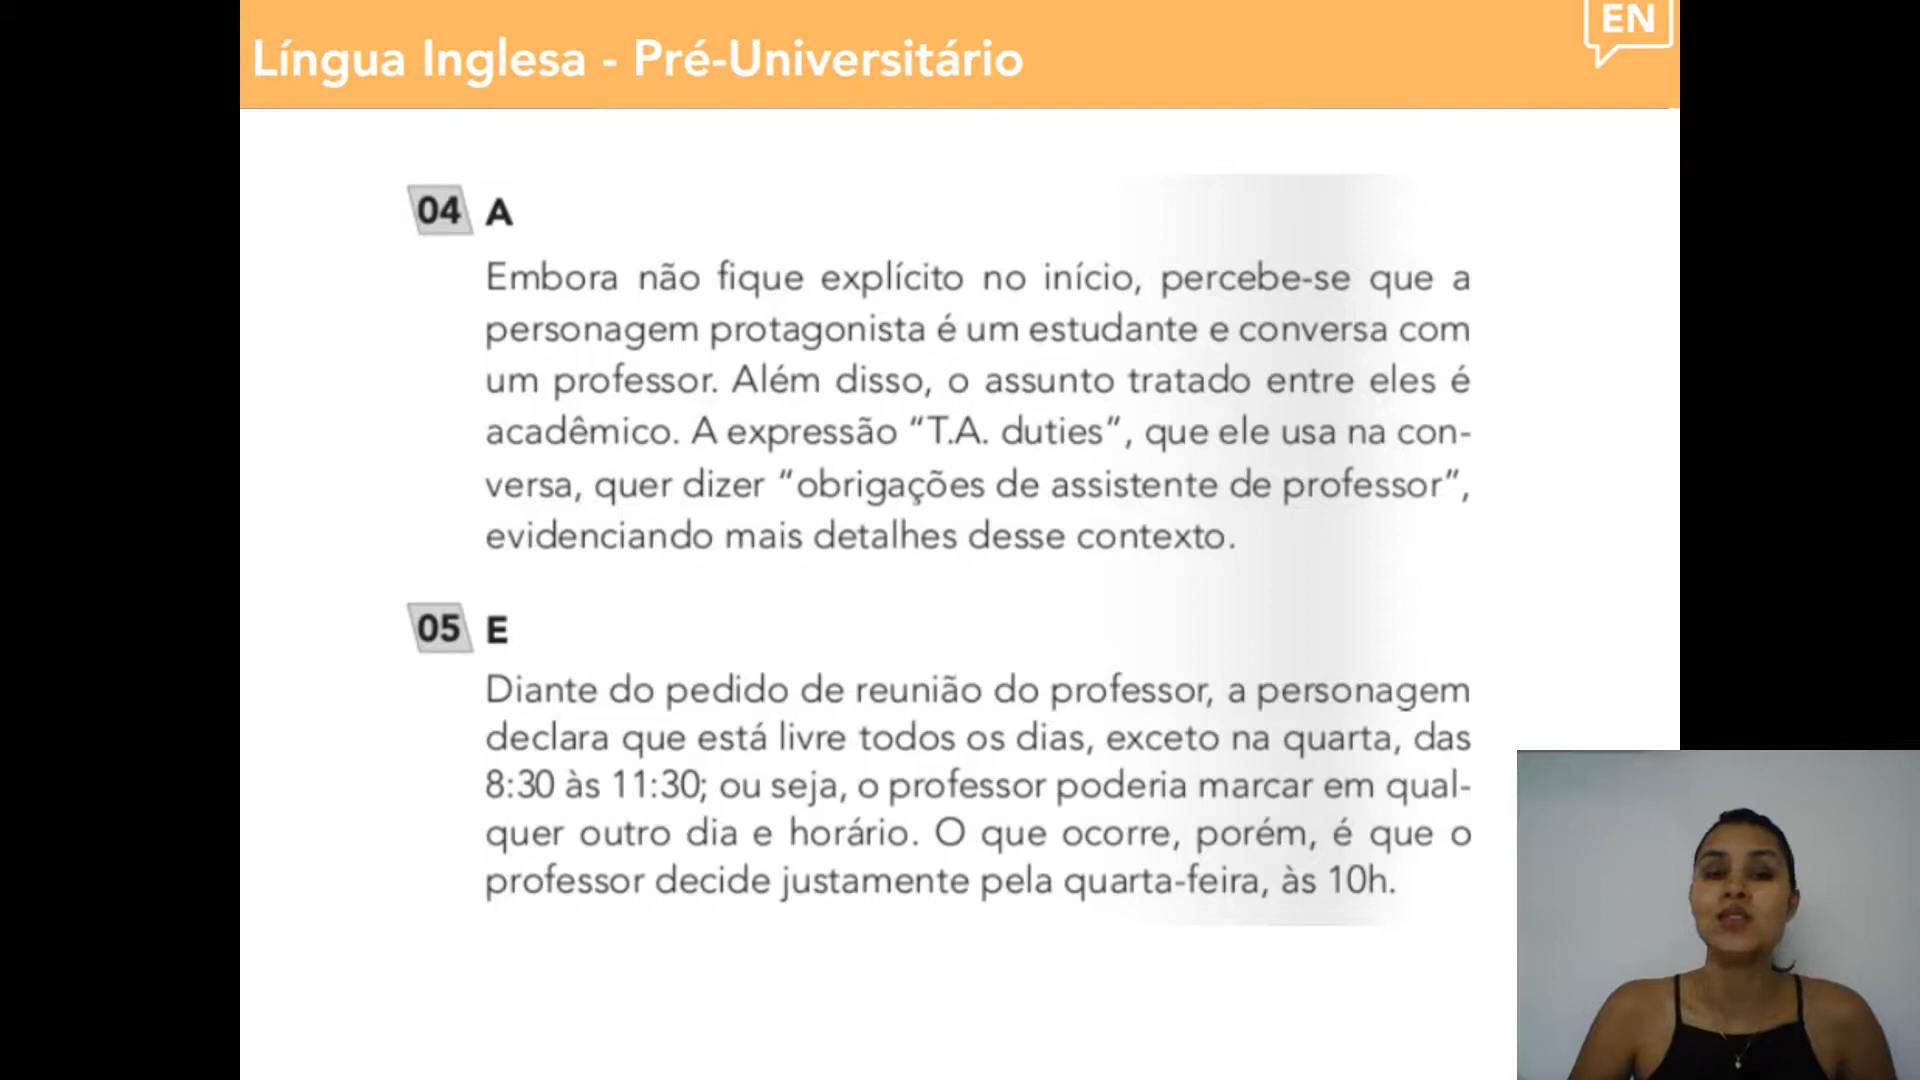 EN
Língua Inglesa - Pré-Universitário
04 A
Embora não fique explícito no início, percebe-se que a
personagem protagonista é um estudante e conversa com
um professor. Além disso, o assunto tratado entre eles é
acadêmico. A expressão “T.A. duties”, que ele usa na con-
versa, quer dizer “obrigações de assistente de professor”,
evidenciando mais detalhes desse contexto.
05 E
Diante do pedido de reunião do professor, a personagem
declara que está livre todos os dias, exceto na quarta, das
8:30 às 11:30; ou seja, o professor poderia marcar em qual-
quer outro dia e horário. O que ocorre, porém, é que o
professor decide justamente pela quarta-feira, às 10h.